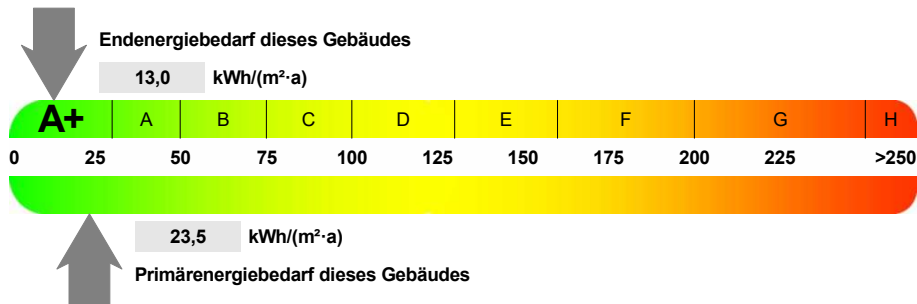 Endenergiebedarf dieses Gebäudes
13,0 kWh/(m²·a)
A+ A B C D E F G H
0 25 50 75 100 125 150 175 200 225 >250
23,5 kWh/(m²·a)
Primärenergiebedarf dieses Gebäudes